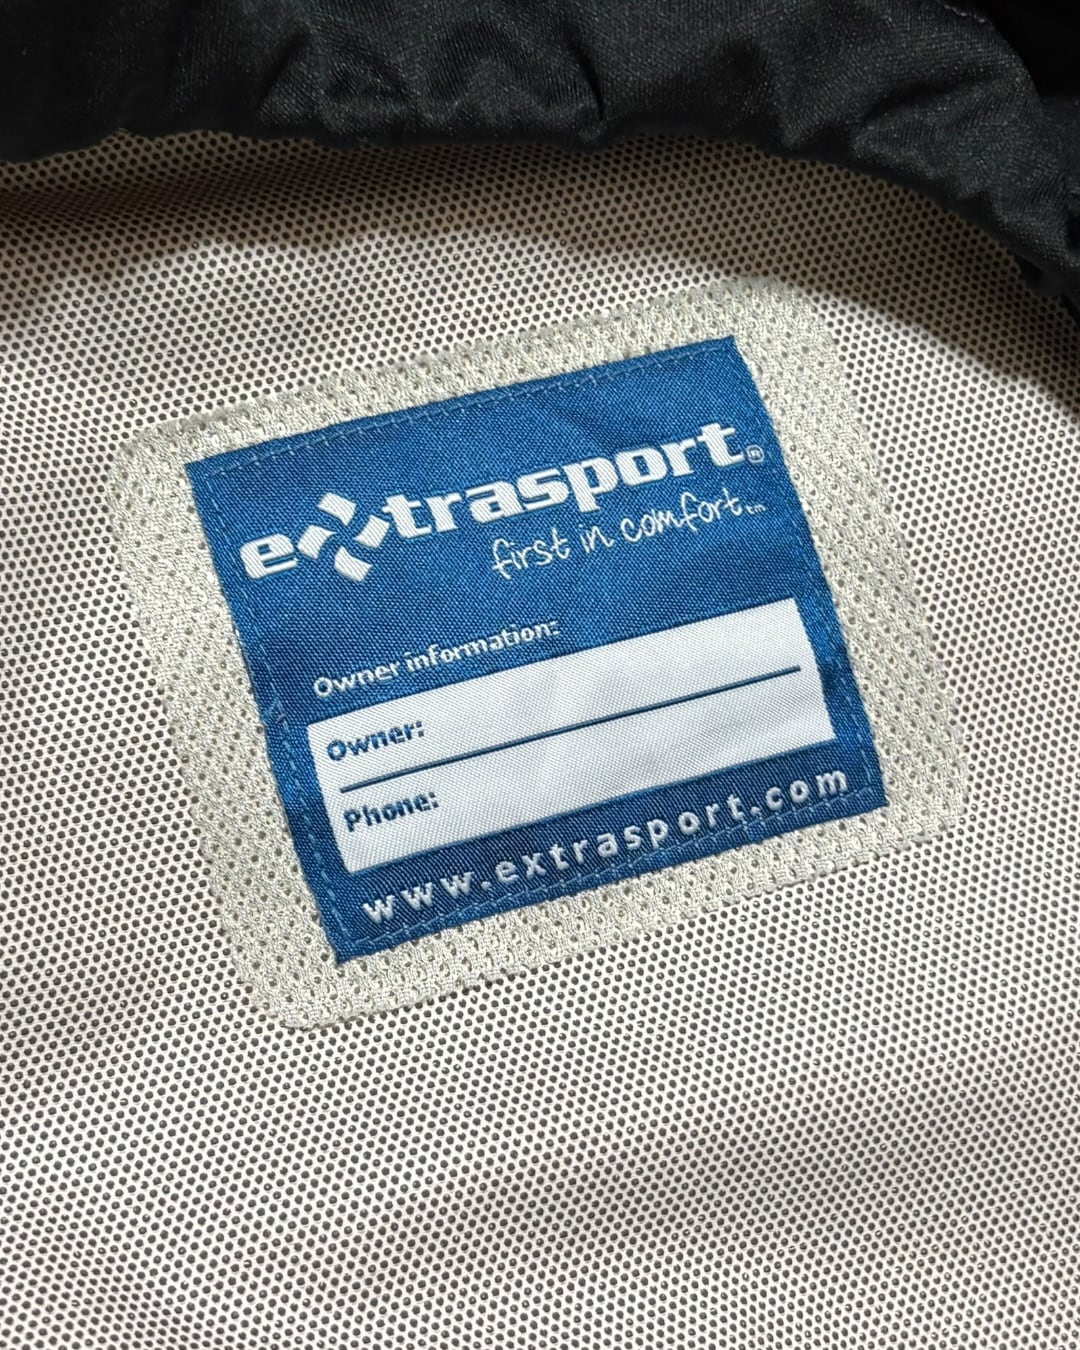 extrasport®
first in comfort™
Owner information:
Owner:
Phone:
www.extrasport.com